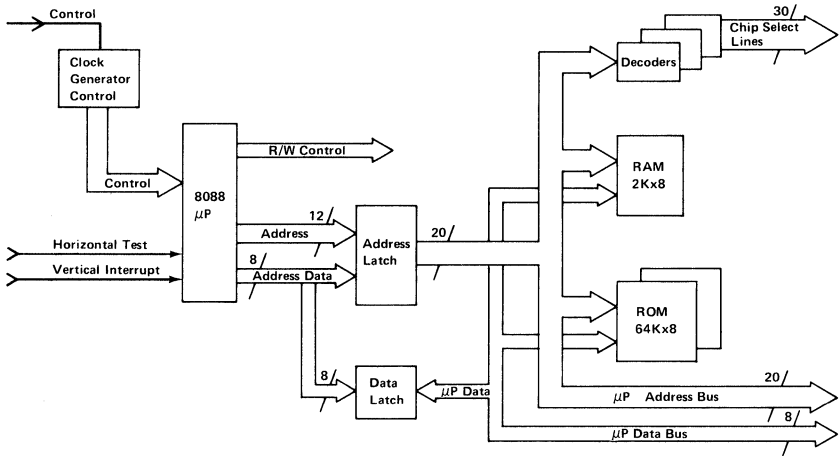 Control
Clock
Generator
Control
Control
Horizontal Test
Vertical Interrupt
8088
μP
R/W Control
12/
Address
8/
Address Data
8/
Address
Latch
Data
Latch
20/
μP Data
Decoders
30/
Chip Select
Lines
RAM
2Kx8
ROM
64Kx8
20/
μP Address Bus
8/
μP Data Bus